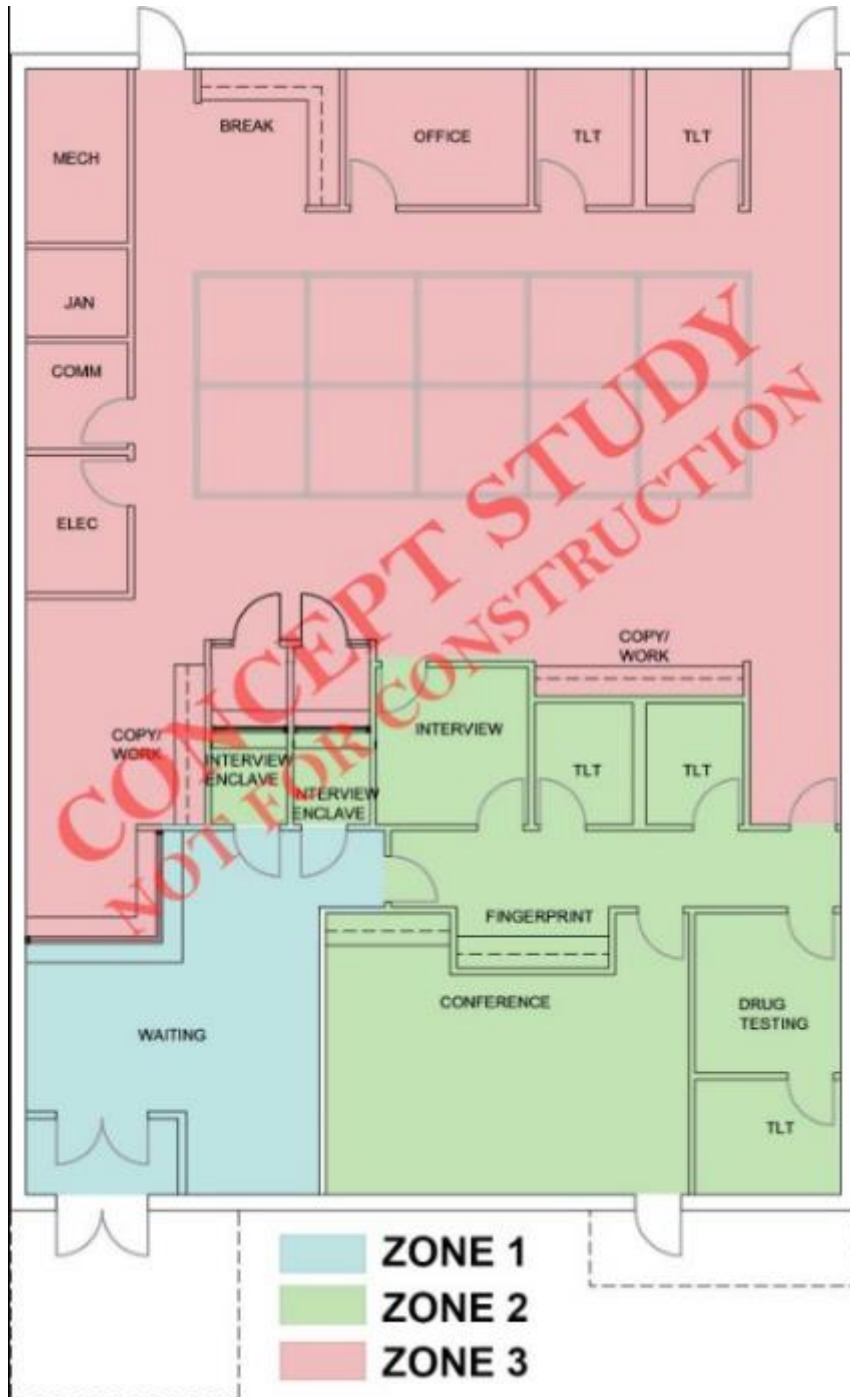 BREAK
OFFICE
TLT
TLT
MECH
JAN
COMM
ELEC
CONCEPT STUDY
NOT FOR CONSTRUCTION
COPY/
WORK
COPY/
WORK
INTERVIEW
ENCLAVE
INTERVIEW
ENCLAVE
INTERVIEW
TLT
TLT
FINGERPRINT
CONFERENCE
DRUG
TESTING
WAITING
TLT
ZONE 1
ZONE 2
ZONE 3